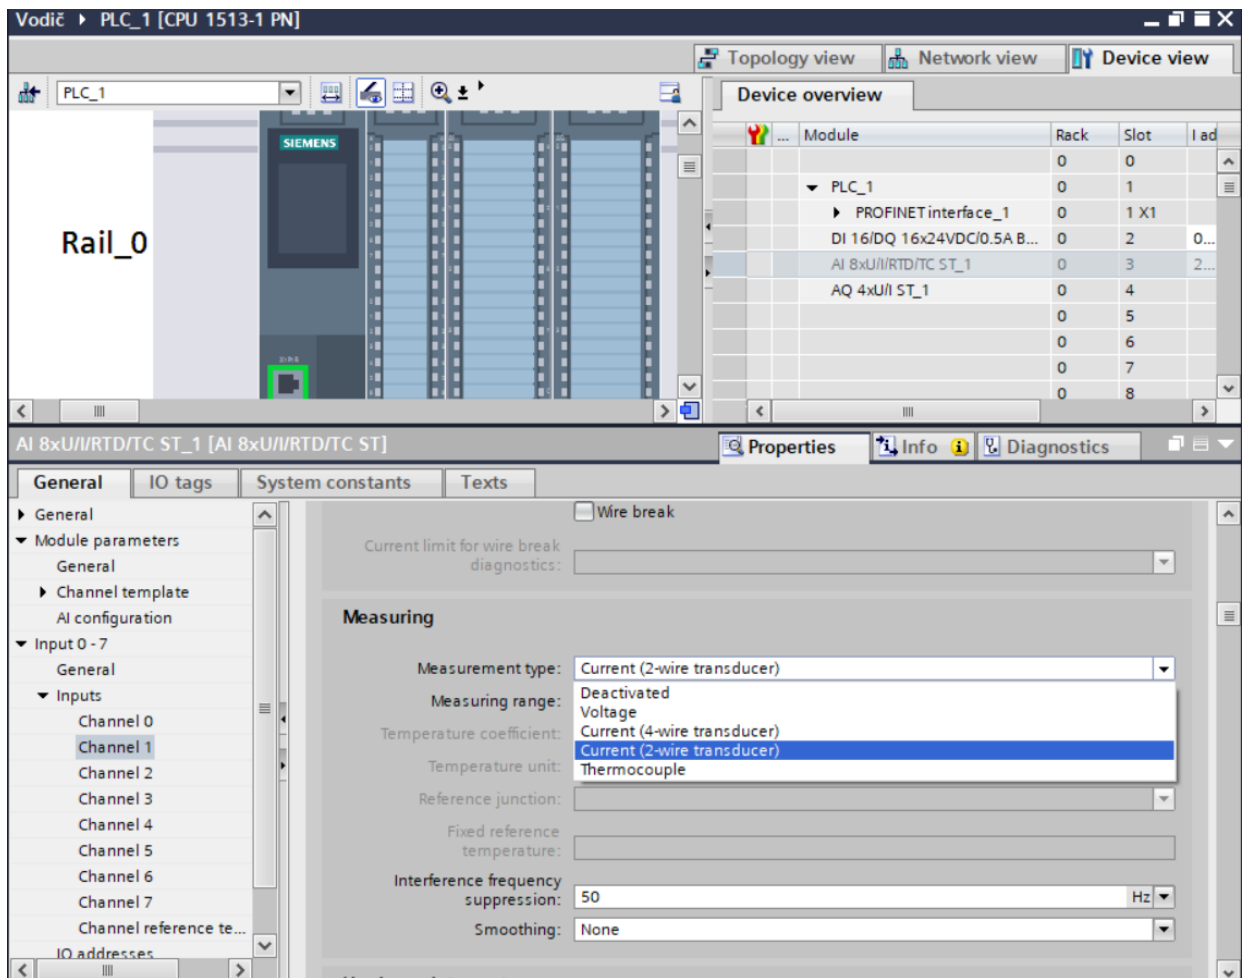 Vodič ▸ PLC_1 [CPU 1513-1 PN]
Topology view Network view Device view
PLC_1
Device overview
... Module Rack Slot I ad
0 0
PLC_1 0 1
PROFINET interface_1 0 1 X1
DI 16/DQ 16x24VDC/0.5A B... 0 2 0...
AI 8xU/I/RTD/TC ST_1 0 3 2...
AQ 4xU/I ST_1 0 4
0 5
0 6
0 7
0 8
SIEMENS
Rail_0
AI 8xU/I/RTD/TC ST_1 [AI 8xU/I/RTD/TC ST]
Properties Info Diagnostics
General IO tags System constants Texts
General
Module parameters
General
Channel template
AI configuration
Input 0 - 7
General
Inputs
Channel 0
Channel 1
Channel 2
Channel 3
Channel 4
Channel 5
Channel 6
Channel 7
Channel reference te...
IO addresses
Wire break
Current limit for wire break
diagnostics:
Measuring
Measurement type: Current (2-wire transducer)
Measuring range:
Temperature coefficient:
Temperature unit:
Deactivated
Voltage
Current (4-wire transducer)
Current (2-wire transducer)
Thermocouple
Reference junction:
Fixed reference
temperature:
Interference frequency
suppression: 50 Hz
Smoothing: None